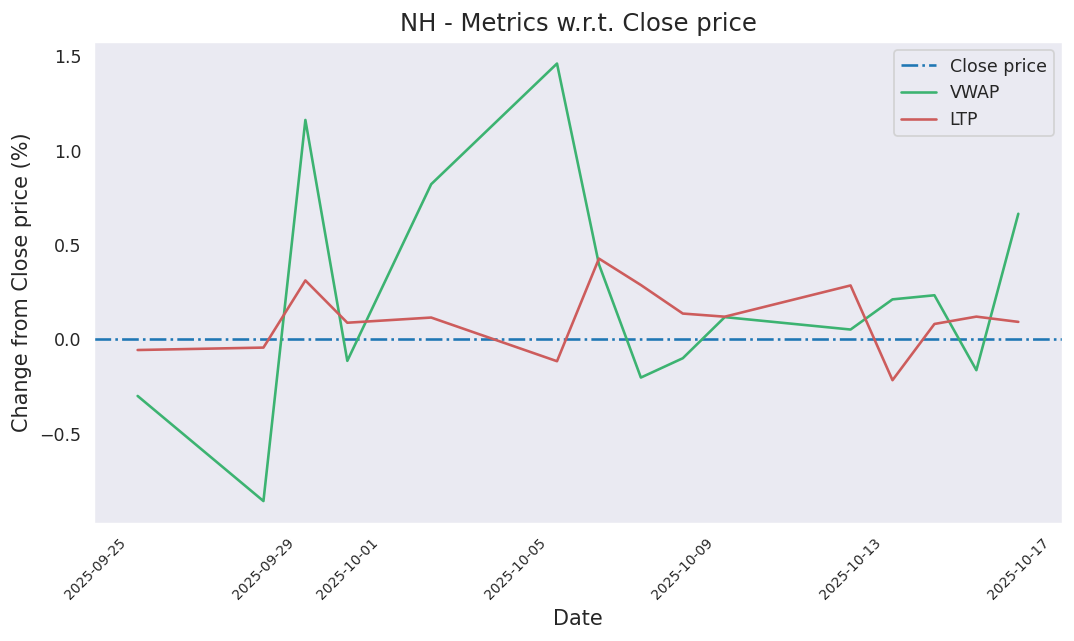 NH - Metrics w.r.t. Close price
Close price
VWAP
LTP
Change from Close price (%)
1.5
1.0
0.5
0.0
−0.5
2025-09-25
2025-09-29
2025-10-01
2025-10-05
2025-10-09
2025-10-13
2025-10-17
Date